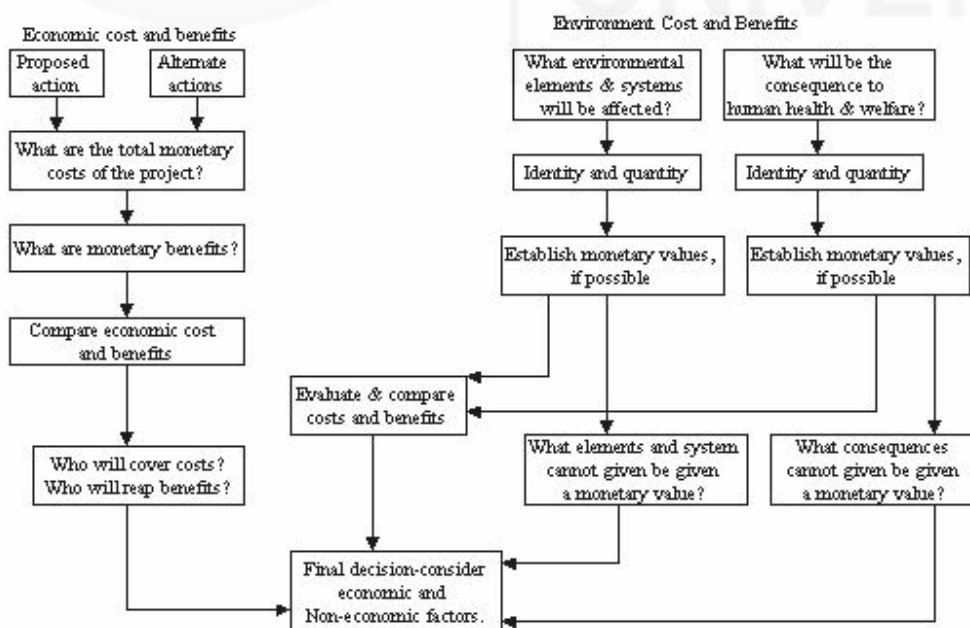 Economic cost and benefits
Proposed
action
Alternate
actions
What are the total monetary
costs of the project?
What are monetary benefits?
Compare economic cost
and benefits
Who will cover costs?
Who will reap benefits?
Environment Cost and Benefits
What environmental
elements & systems
will be affected?
What will be the
consequence to
human health & welfare?
Identity and quantity
Identity and quantity
Establish monetary values,
if possible
Establish monetary values,
if possible
Evaluate & compare
costs and benefits
What elements and system
cannot given be given
a monetary value?
What consequences
cannot given be given
a monetary value?
Final decision-consider
economic and
Non-economic factors.